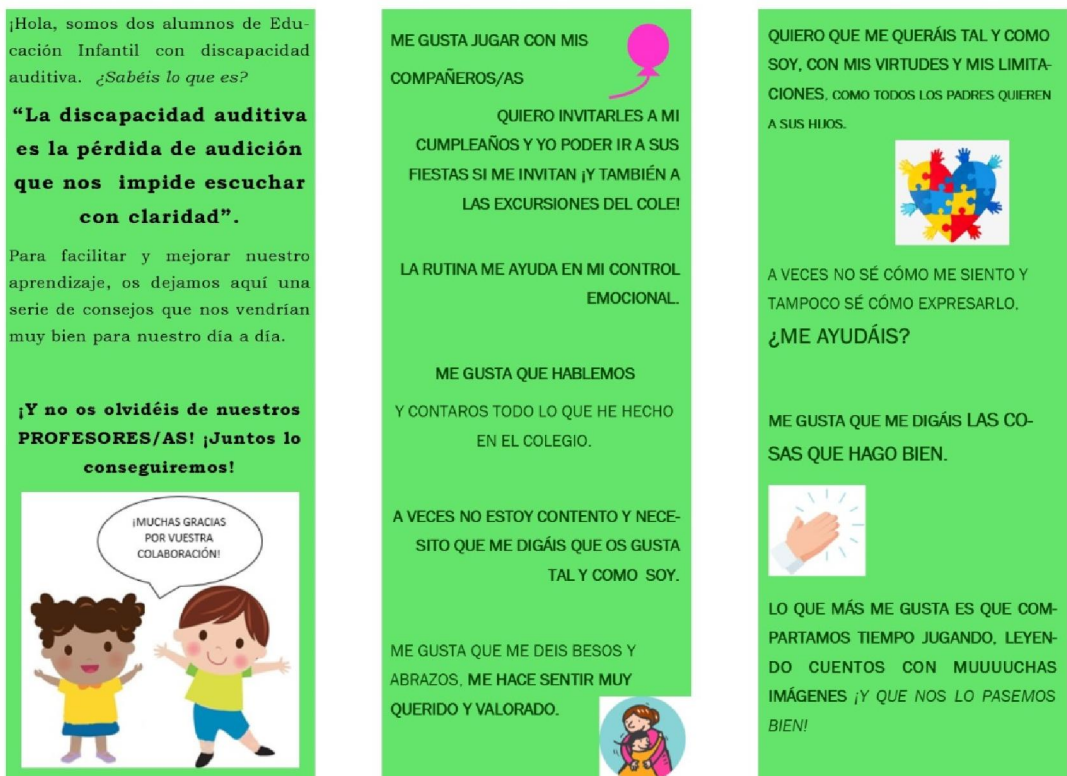 ¡Hola, somos dos alumnos de Edu-
cación Infantil con discapacidad
auditiva. ¿Sabéis lo que es?
“La discapacidad auditiva
es la pérdida de audición
que nos impide escuchar
con claridad”.
Para facilitar y mejorar nuestro
aprendizaje, os dejamos aquí una
serie de consejos que nos vendrían
muy bien para nuestro día a día.
¡Y no os olvidéis de nuestros
PROFESORES/AS! ¡Juntos lo
conseguiremos!
¡MUCHAS GRACIAS
POR VUESTRA
COLABORACIÓN!
ME GUSTA JUGAR CON MIS
COMPAÑEROS/AS
QUIERO INVITARLES A MI
CUMPLEAÑOS Y YO PODER IR A SUS
FIESTAS SI ME INVITAN ¡Y TAMBIÉN A
LAS EXCURSIONES DEL COLE!
LA RUTINA ME AYUDA EN MI CONTROL
EMOCIONAL.
ME GUSTA QUE HABLEMOS
Y CONTAROS TODO LO QUE HE HECHO
EN EL COLEGIO.
A VECES NO ESTOY CONTENTO Y NECE-
SITO QUE ME DIGÁIS QUE OS GUSTA
TAL Y COMO SOY.
ME GUSTA QUE ME DEIS BESOS Y
ABRAZOS, ME HACE SENTIR MUY
QUERIDO Y VALORADO.
QUIERO QUE ME QUERÁIS TAL Y COMO
SOY, CON MIS VIRTUDES Y MIS LIMITA-
CIONES, COMO TODOS LOS PADRES QUIEREN
A SUS HIJOS.
A VECES NO SÉ CÓMO ME SIENTO Y
TAMPOCO SÉ CÓMO EXPRESARLO.
¿ME AYUDÁIS?
ME GUSTA QUE ME DIGÁIS LAS CO-
SAS QUE HAGO BIEN.
LO QUE MÁS ME GUSTA ES QUE COM-
PARTAMOS TIEMPO JUGANDO, LEYEN-
DO CUENTOS CON MUUUUCHAS
IMÁGENES ¡Y QUE NOS LO PASEMOS
BIEN!